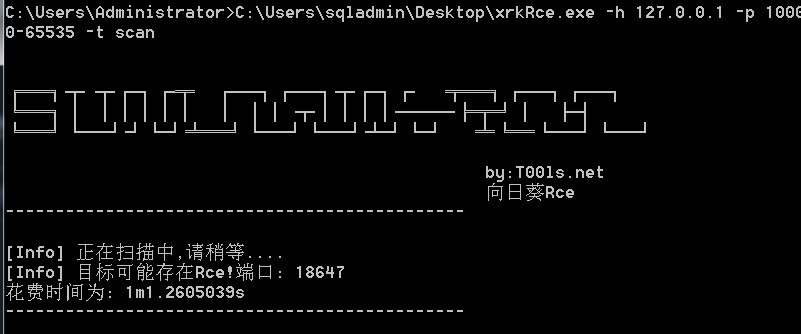 C:\Users\Administrator>C:\Users\sqladmin\Desktop\xrkRce.exe -h 127.0.0.1 -p 1000
0-65535 -t scan
by:T00ls.net
向日葵Rce
-----------------------------------------------
[Info] 正在扫描中,请稍等....
[Info] 目标可能存在Rce!端口: 18647
花费时间为: 1m1.2605039s
-----------------------------------------------